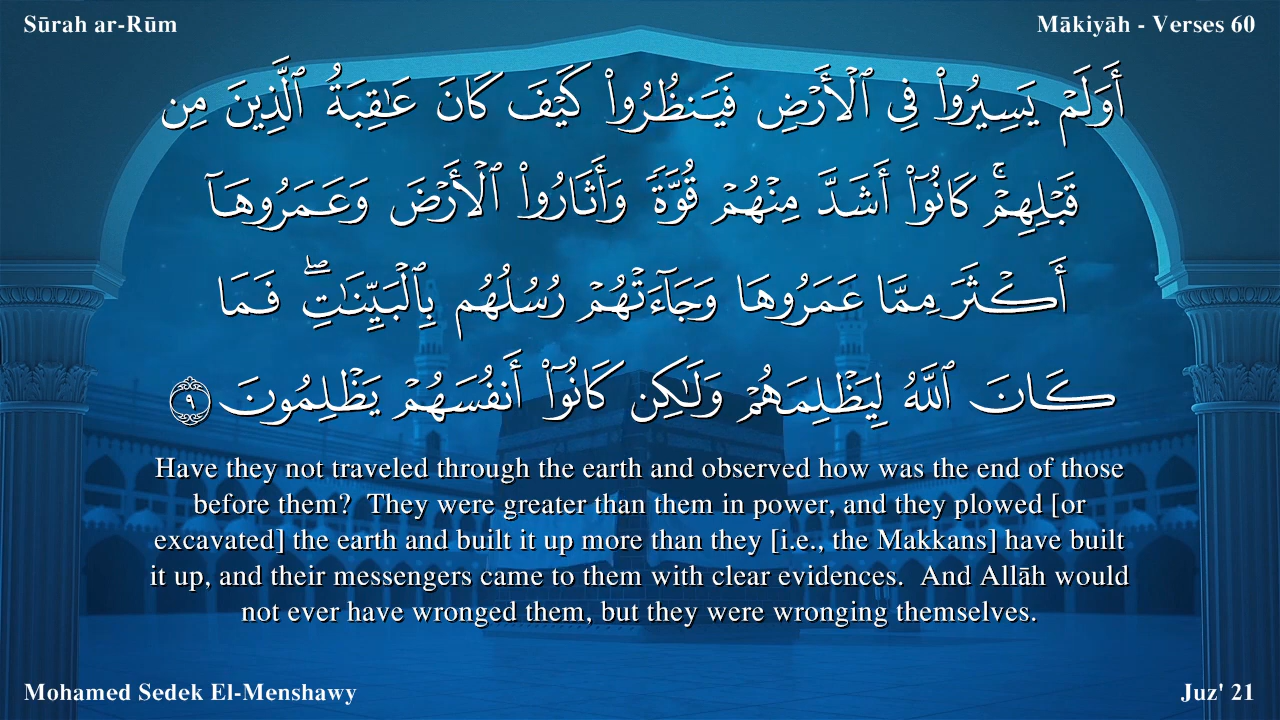 Sūrah ar-Rūm
Mākiyāh - Verses 60
أَوَلَمْ يَسِيرُوا۟ فِى ٱلْأَرْضِ فَيَنظُرُوا۟ كَيْفَ كَانَ عَـٰقِبَةُ ٱلَّذِينَ مِن
قَبْلِهِمْ ۚ كَانُوٓا۟ أَشَدَّ مِنْهُمْ قُوَّةً وَأَثَارُوا۟ ٱلْأَرْضَ وَعَمَرُوهَآ
أَكْثَرَ مِمَّا عَمَرُوهَا وَجَآءَتْهُمْ رُسُلُهُم بِٱلْبَيِّنَـٰتِ ۖ فَمَا
كَانَ ٱللَّهُ لِيَظْلِمَهُمْ وَلَـٰكِن كَانُوٓا۟ أَنفُسَهُمْ يَظْلِمُونَ ٩
Have they not traveled through the earth and observed how was the end of those
before them?  They were greater than them in power, and they plowed [or
excavated] the earth and built it up more than they [i.e., the Makkans] have built
it up, and their messengers came to them with clear evidences.  And Allāh would
not ever have wronged them, but they were wronging themselves.
Mohamed Sedek El-Menshawy
Juz' 21